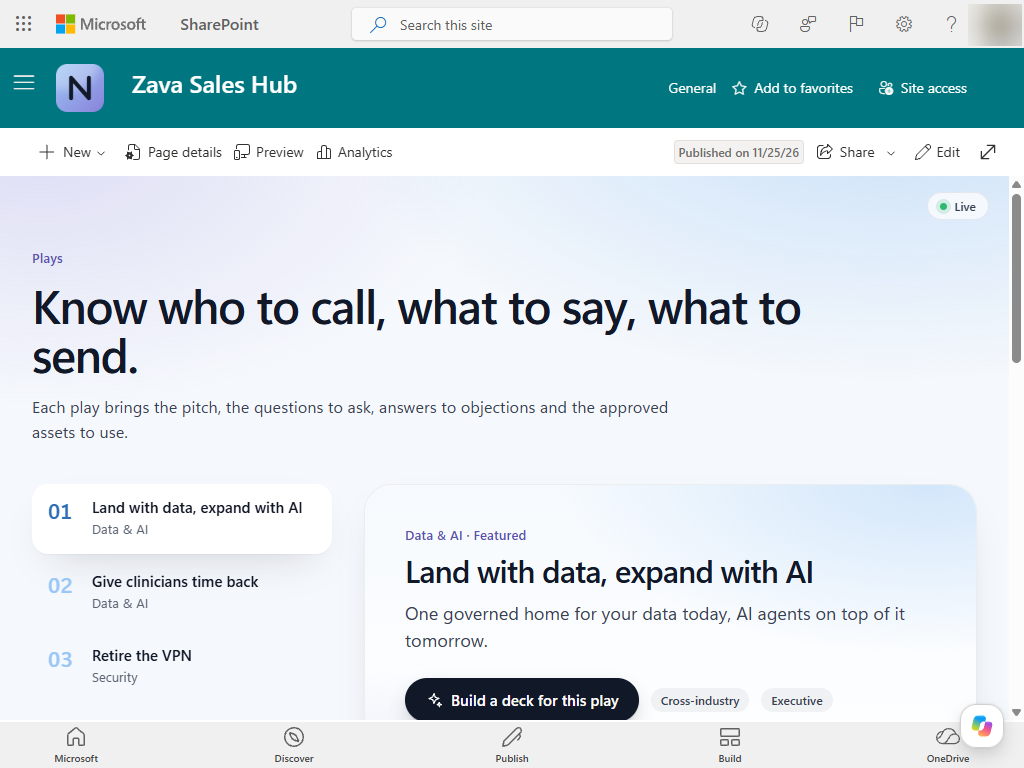 Microsoft
SharePoint
Search this site
?
N
Zava Sales Hub
General
Add to favorites
Site access
New
Page details
Preview
Analytics
Published on 11/25/26
Share
Edit
Live
Plays
Know who to call, what to say, what to
send.
Each play brings the pitch, the questions to ask, answers to objections and the approved
assets to use.
01
Land with data, expand with AI
Data & AI
02
Give clinicians time back
Data & AI
03
Retire the VPN
Security
Data & AI · Featured
Land with data, expand with AI
One governed home for your data today, AI agents on top of it
tomorrow.
Build a deck for this play
Cross-industry
Executive
Microsoft
Discover
Publish
Build
OneDrive